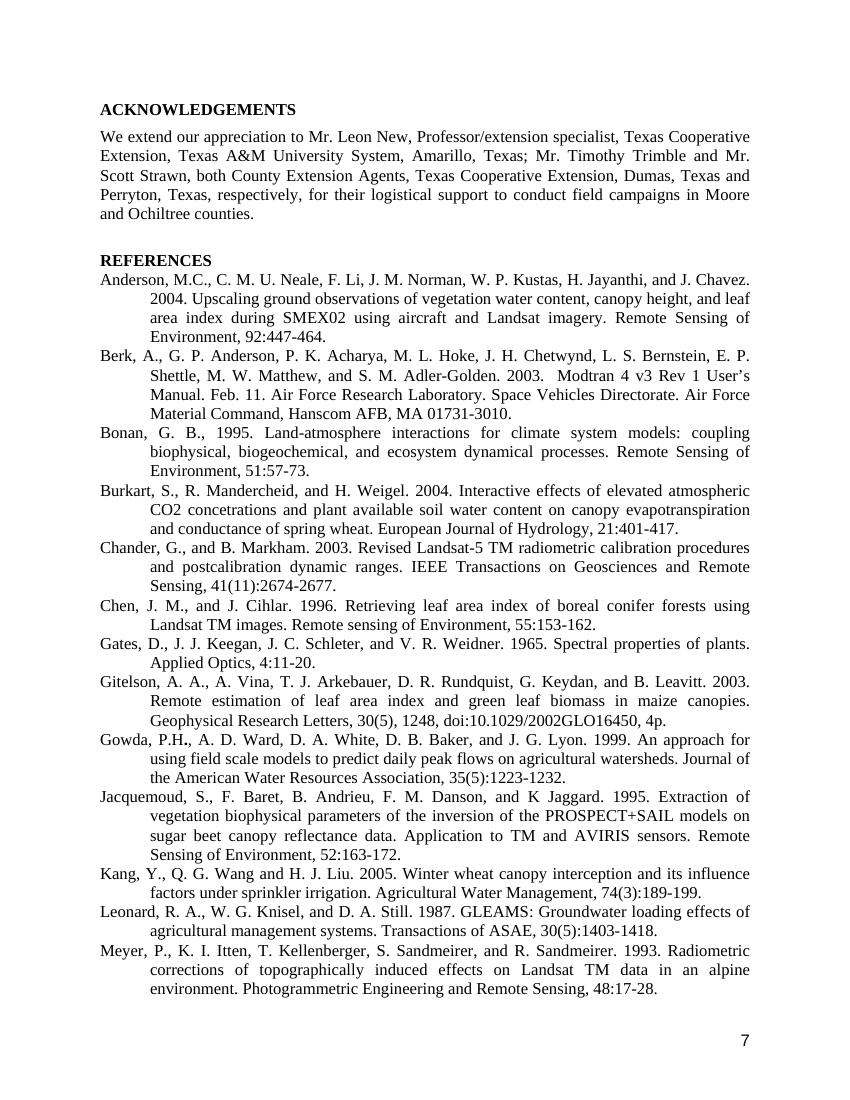 ACKNOWLEDGEMENTS
We extend our appreciation to Mr. Leon New, Professor/extension specialist, Texas Cooperative
Extension, Texas A&M University System, Amarillo, Texas; Mr. Timothy Trimble and Mr.
Scott Strawn, both County Extension Agents, Texas Cooperative Extension, Dumas, Texas and
Perryton, Texas, respectively, for their logistical support to conduct field campaigns in Moore
and Ochiltree counties.
REFERENCES
Anderson, M.C., C. M. U. Neale, F. Li, J. M. Norman, W. P. Kustas, H. Jayanthi, and J. Chavez.
2004. Upscaling ground observations of vegetation water content, canopy height, and leaf
area index during SMEX02 using aircraft and Landsat imagery. Remote Sensing of
Environment, 92:447-464.
Berk, A., G. P. Anderson, P. K. Acharya, M. L. Hoke, J. H. Chetwynd, L. S. Bernstein, E. P.
Shettle, M. W. Matthew, and S. M. Adler-Golden. 2003.  Modtran 4 v3 Rev 1 User’s
Manual. Feb. 11. Air Force Research Laboratory. Space Vehicles Directorate. Air Force
Material Command, Hanscom AFB, MA 01731-3010.
Bonan, G. B., 1995. Land-atmosphere interactions for climate system models: coupling
biophysical, biogeochemical, and ecosystem dynamical processes. Remote Sensing of
Environment, 51:57-73.
Burkart, S., R. Mandercheid, and H. Weigel. 2004. Interactive effects of elevated atmospheric
CO2 concetrations and plant available soil water content on canopy evapotranspiration
and conductance of spring wheat. European Journal of Hydrology, 21:401-417.
Chander, G., and B. Markham. 2003. Revised Landsat-5 TM radiometric calibration procedures
and postcalibration dynamic ranges. IEEE Transactions on Geosciences and Remote
Sensing, 41(11):2674-2677.
Chen, J. M., and J. Cihlar. 1996. Retrieving leaf area index of boreal conifer forests using
Landsat TM images. Remote sensing of Environment, 55:153-162.
Gates, D., J. J. Keegan, J. C. Schleter, and V. R. Weidner. 1965. Spectral properties of plants.
Applied Optics, 4:11-20.
Gitelson, A. A., A. Vina, T. J. Arkebauer, D. R. Rundquist, G. Keydan, and B. Leavitt. 2003.
Remote estimation of leaf area index and green leaf biomass in maize canopies.
Geophysical Research Letters, 30(5), 1248, doi:10.1029/2002GLO16450, 4p.
Gowda, P.H., A. D. Ward, D. A. White, D. B. Baker, and J. G. Lyon. 1999. An approach for
using field scale models to predict daily peak flows on agricultural watersheds. Journal of
the American Water Resources Association, 35(5):1223-1232.
Jacquemoud, S., F. Baret, B. Andrieu, F. M. Danson, and K Jaggard. 1995. Extraction of
vegetation biophysical parameters of the inversion of the PROSPECT+SAIL models on
sugar beet canopy reflectance data. Application to TM and AVIRIS sensors. Remote
Sensing of Environment, 52:163-172.
Kang, Y., Q. G. Wang and H. J. Liu. 2005. Winter wheat canopy interception and its influence
factors under sprinkler irrigation. Agricultural Water Management, 74(3):189-199.
Leonard, R. A., W. G. Knisel, and D. A. Still. 1987. GLEAMS: Groundwater loading effects of
agricultural management systems. Transactions of ASAE, 30(5):1403-1418.
Meyer, P., K. I. Itten, T. Kellenberger, S. Sandmeirer, and R. Sandmeirer. 1993. Radiometric
corrections of topographically induced effects on Landsat TM data in an alpine
environment. Photogrammetric Engineering and Remote Sensing, 48:17-28.
7